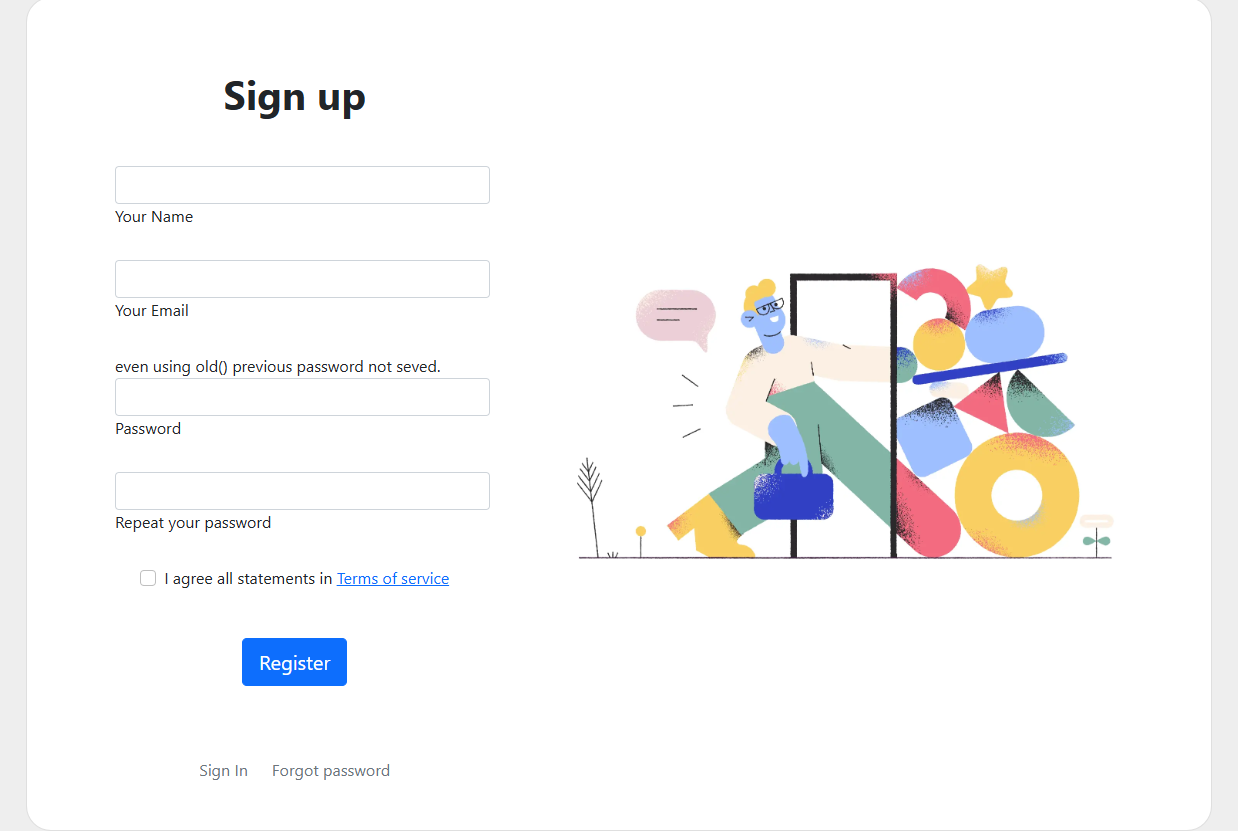 Sign up
Your Name
Your Email
even using old() previous password not seved.
Password
Repeat your password
I agree all statements in Terms of service
Register
Sign In Forgot password